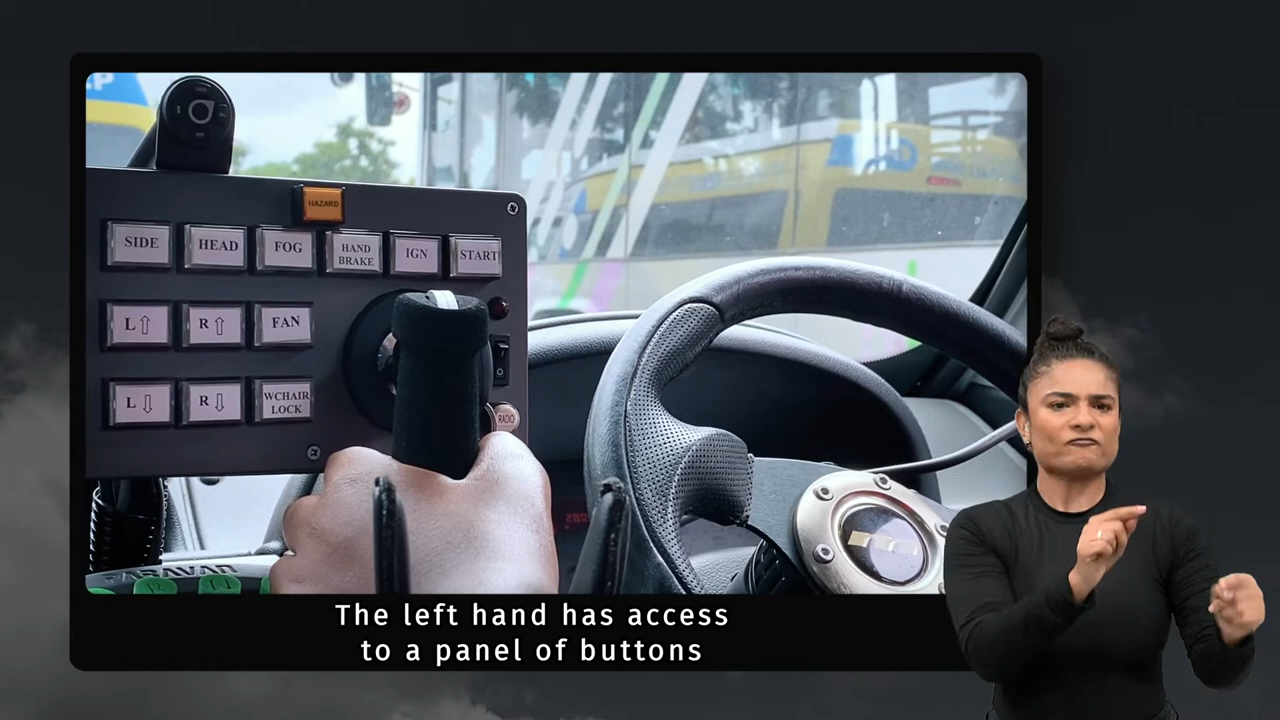 HAZARD
SIDE
HEAD
FOG
HAND
BRAKE
IGN
START
L⇧
R⇧
FAN
L⇩
R⇩
WCHAIR
LOCK
RADIO
PARAVAN
R
N
The left hand has access
to a panel of buttons